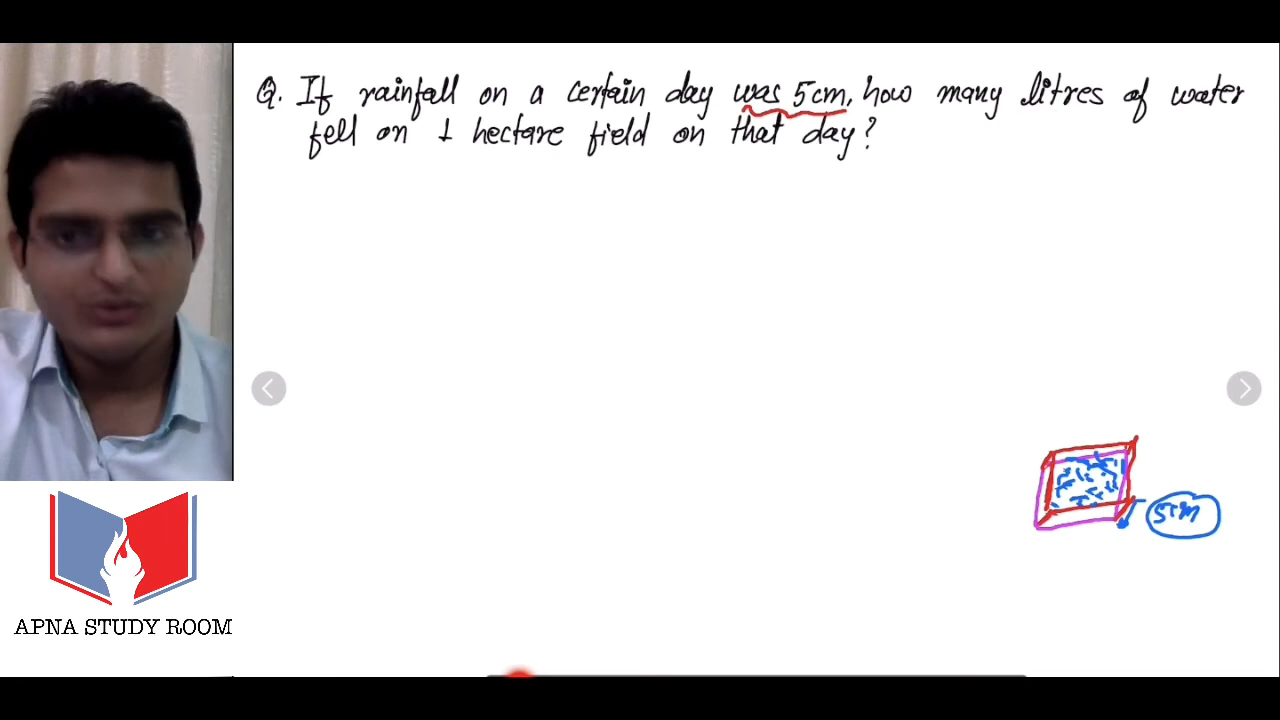 Q. If rainfall on a certain day was 5cm, how many litres of water
fell on 1 hectare field on that day?
5cm
APNA STUDY ROOM